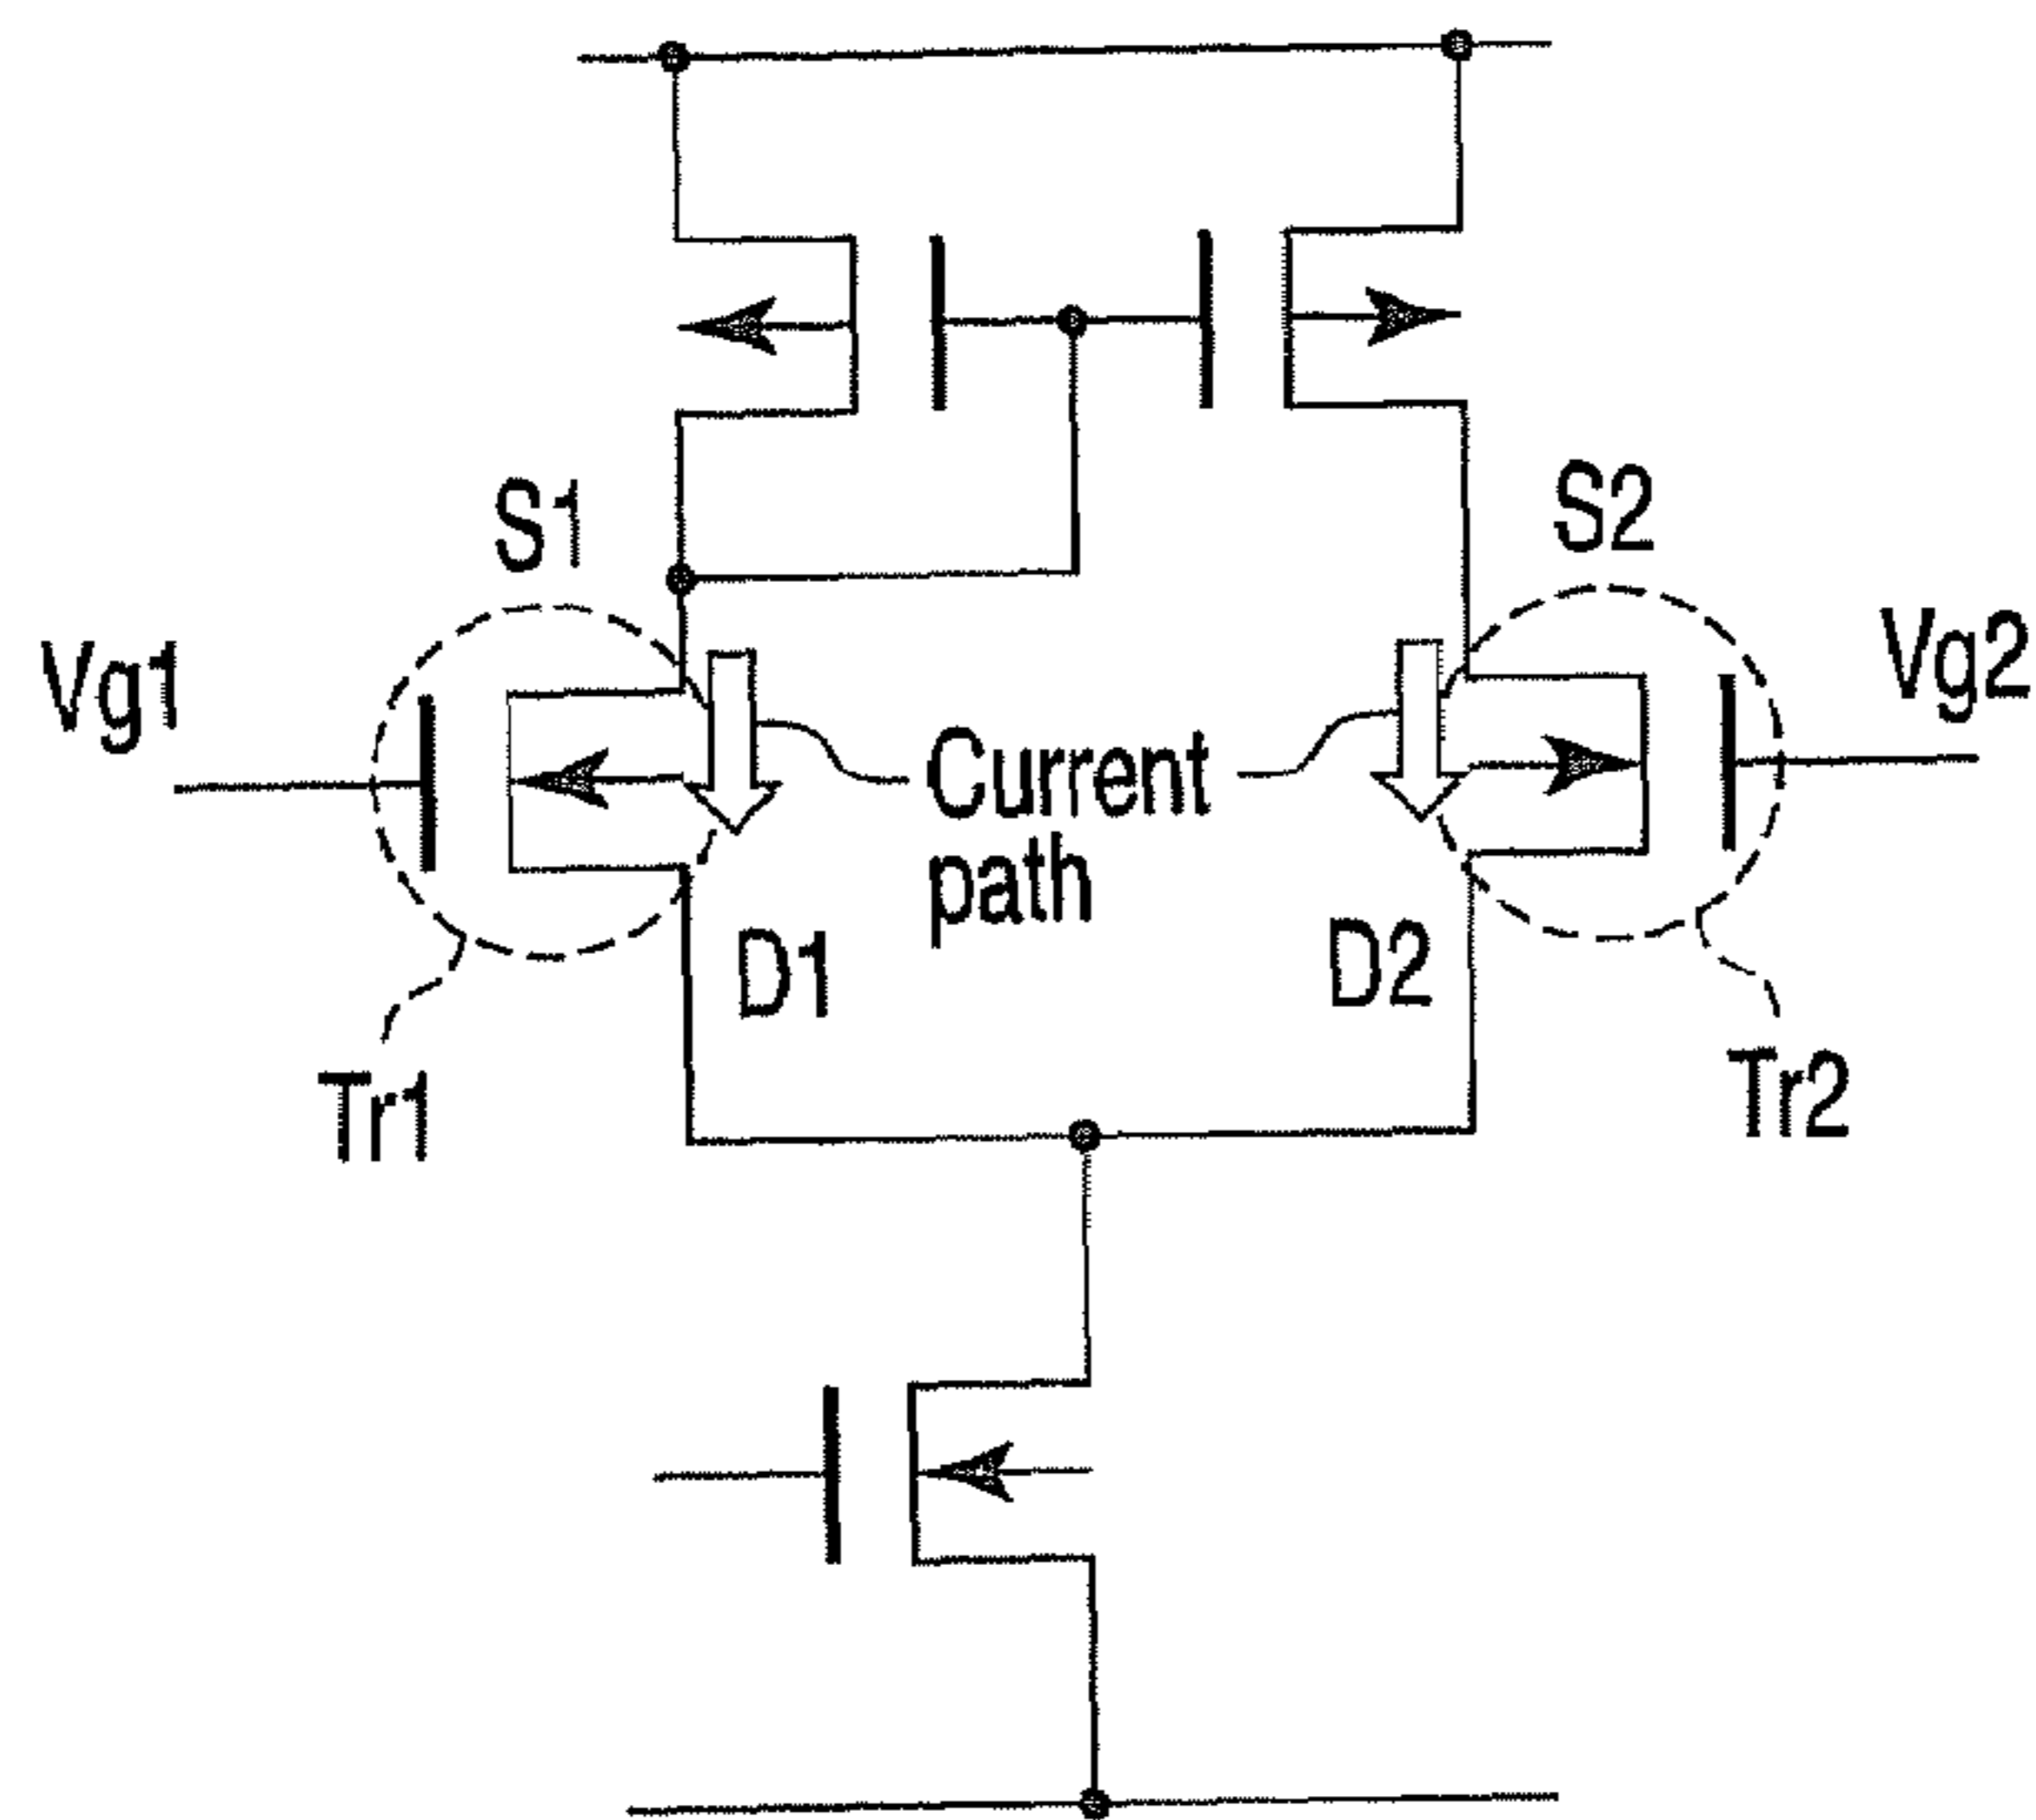 S1
S2
Vg1
Vg2
Current
path
D1
D2
Tr1
Tr2